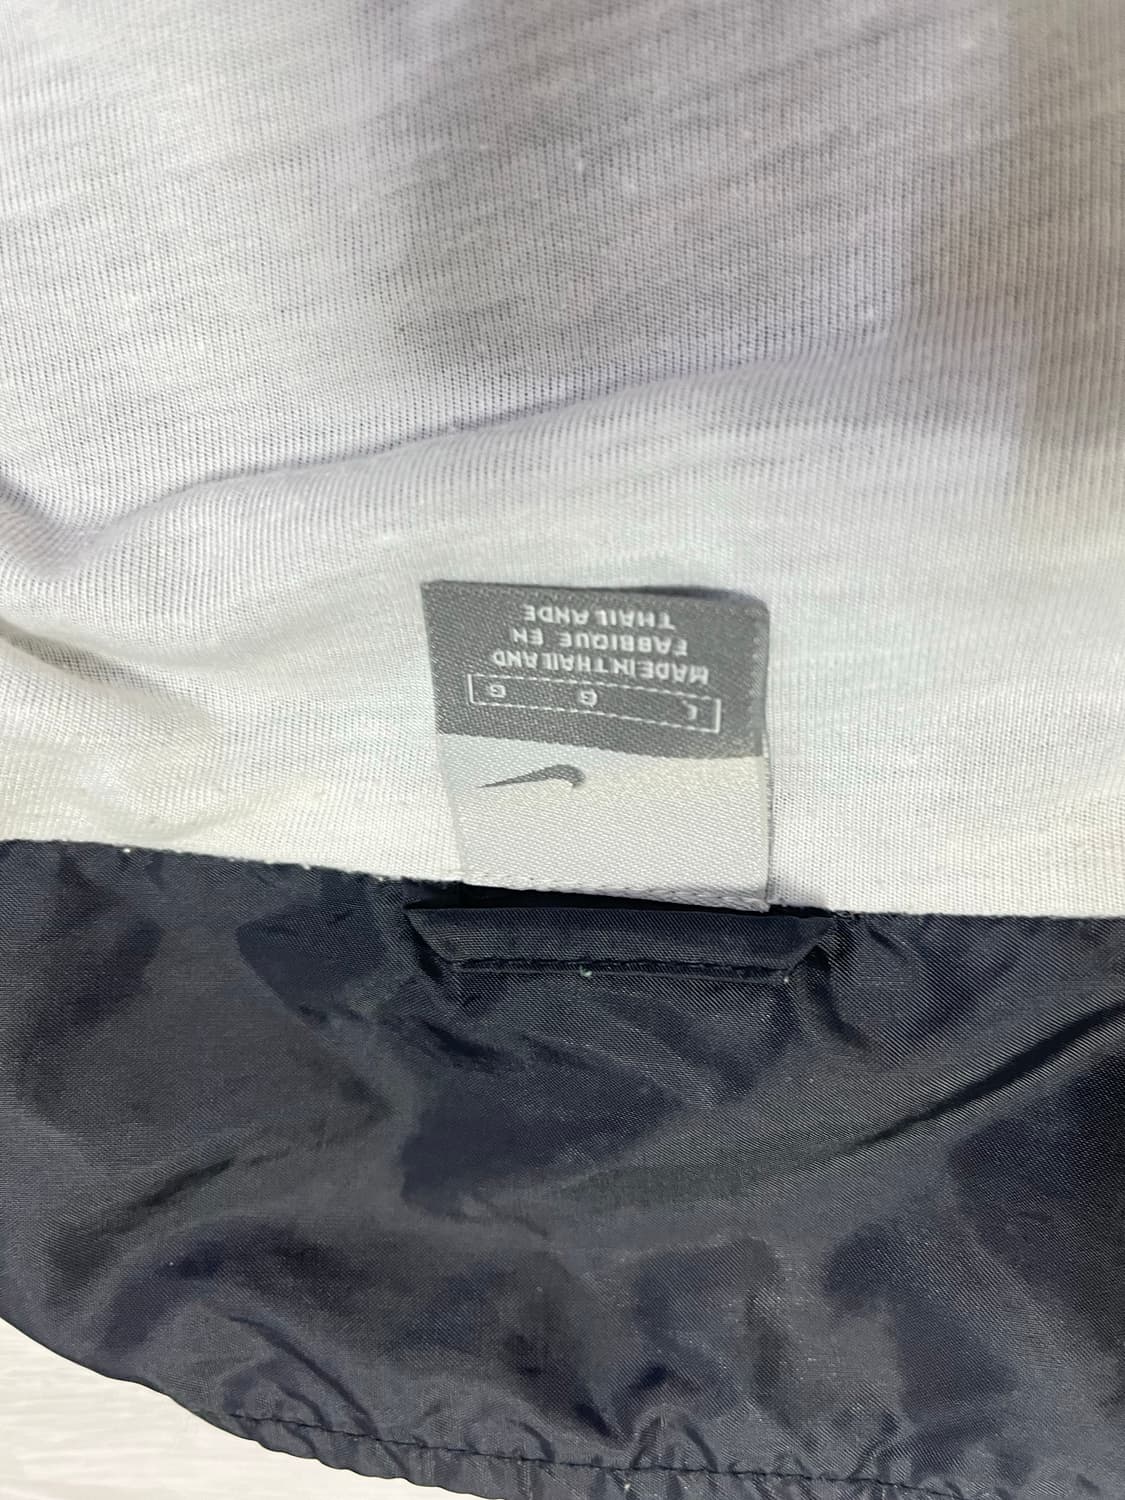 L G G
MADE IN THAILAND
FABRIQUE EN
THAILANDE